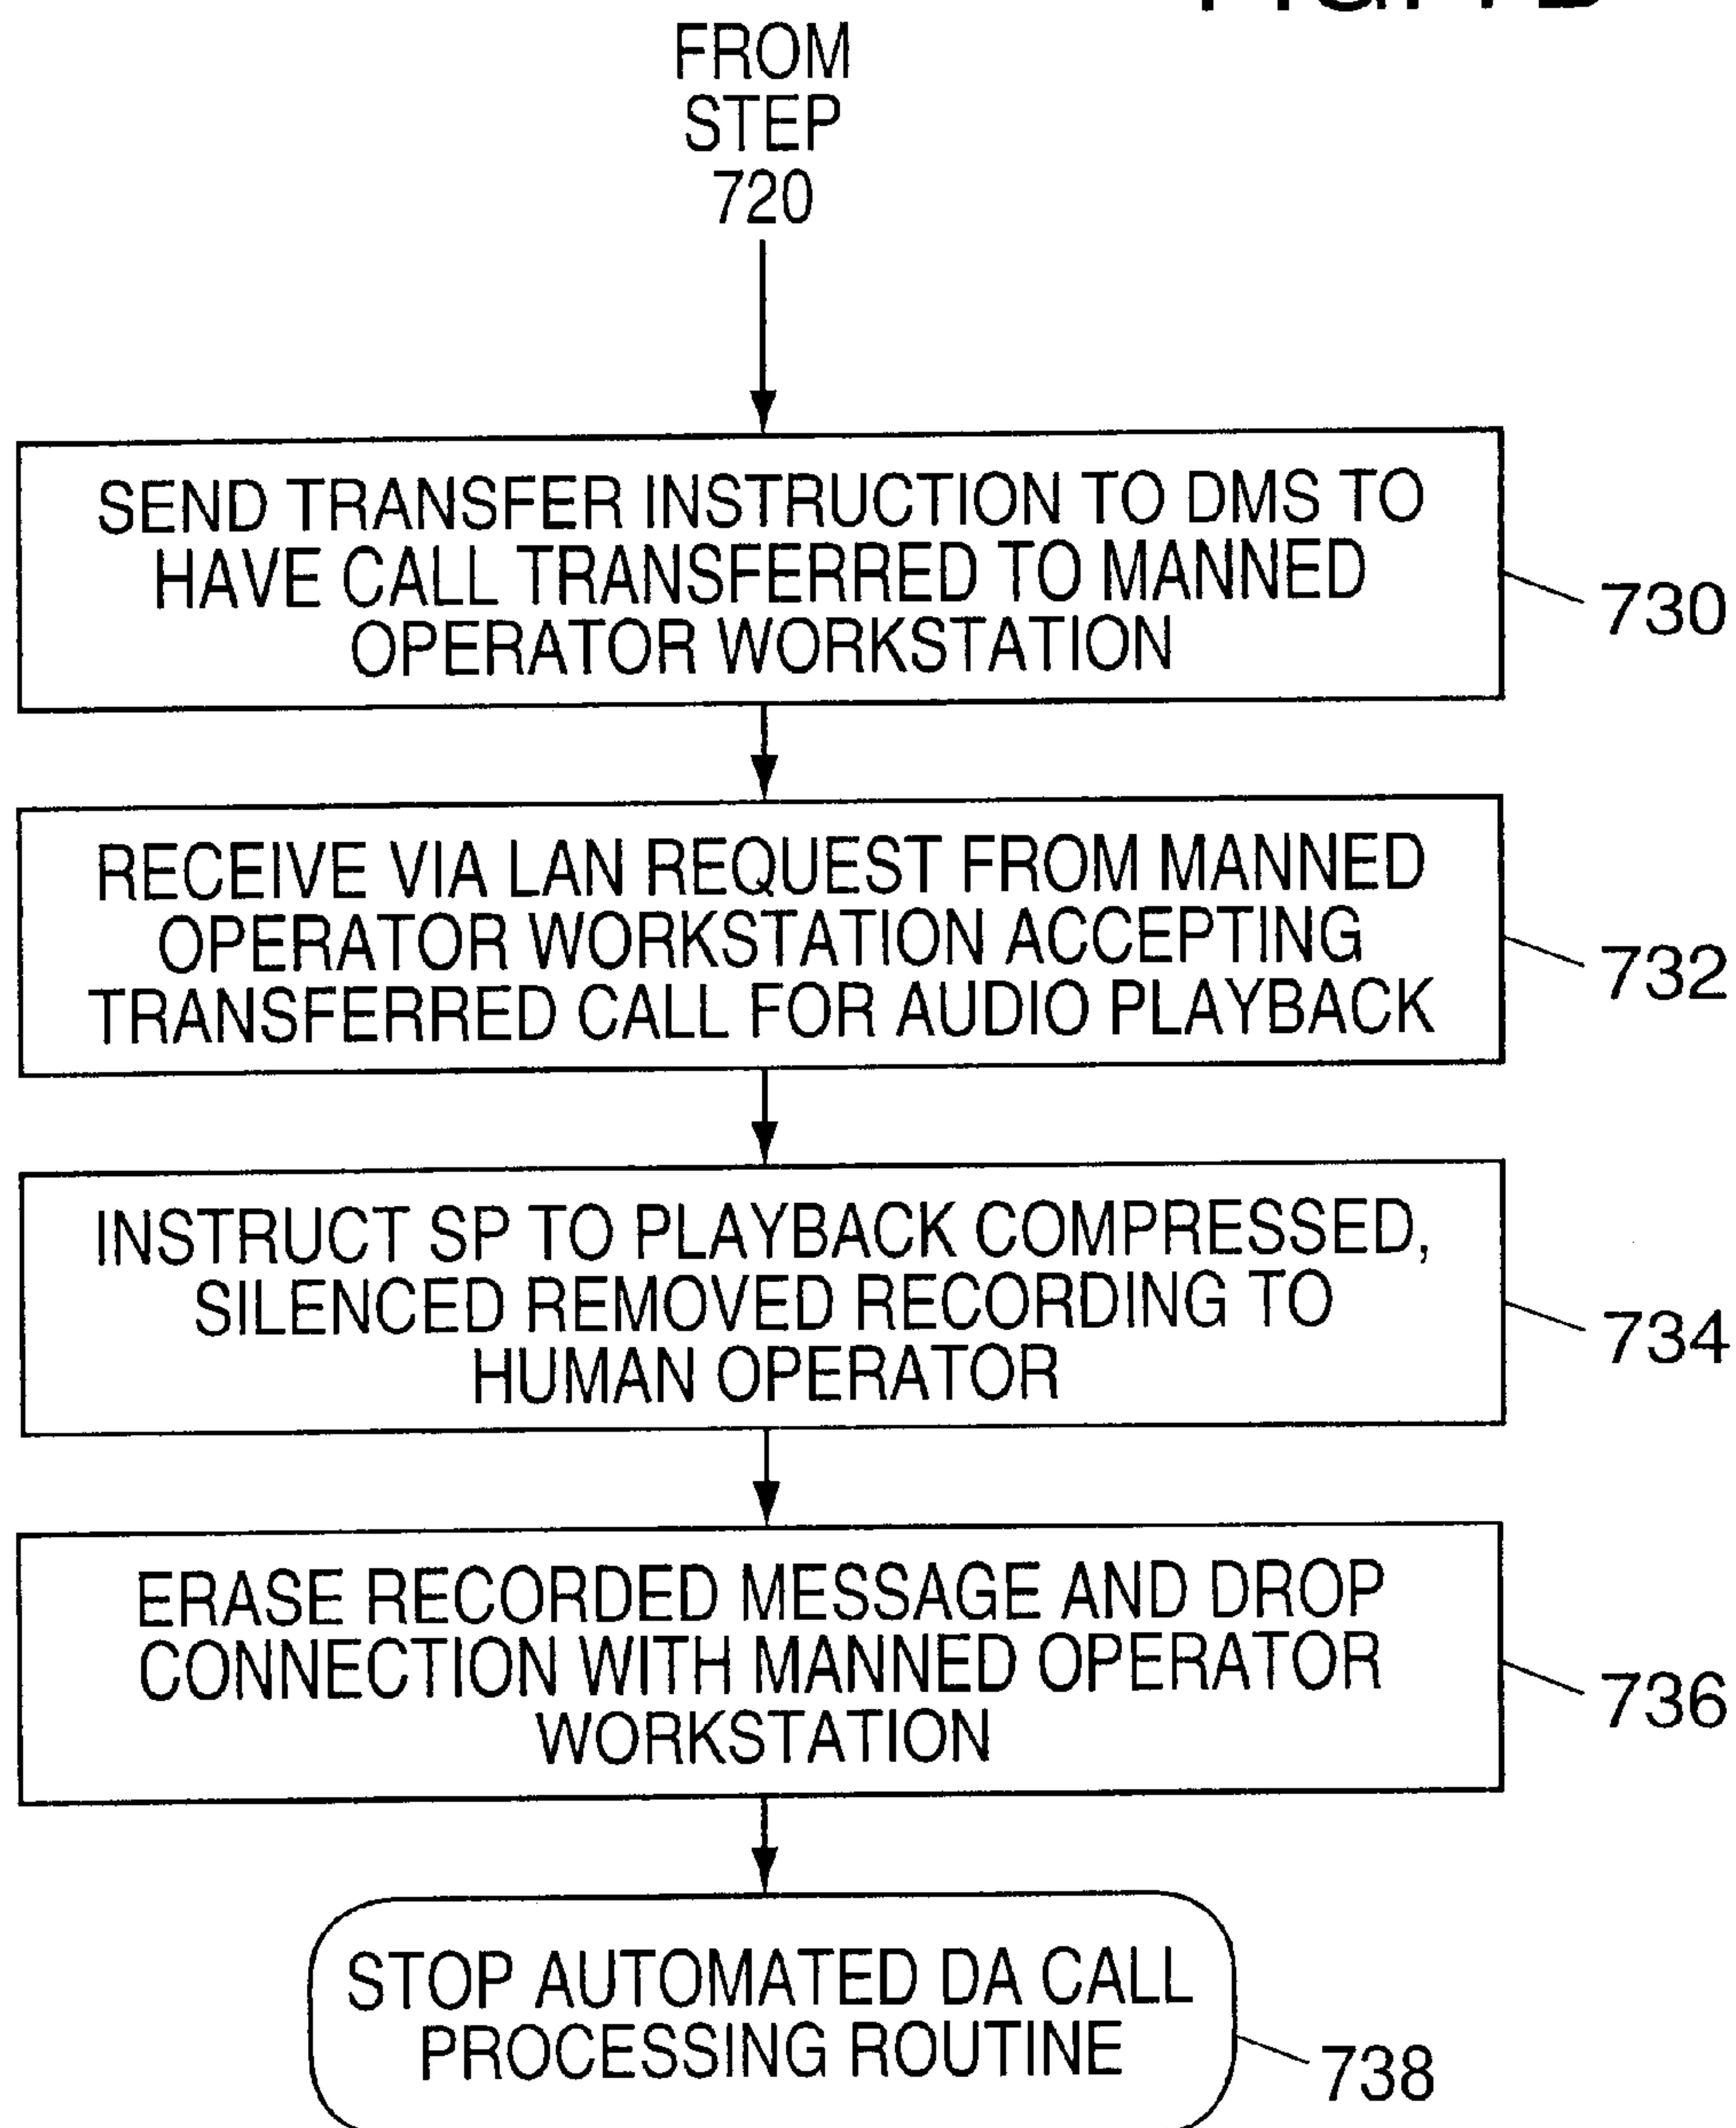 FROM
STEP
720
SEND TRANSFER INSTRUCTION TO DMS TO
HAVE CALL TRANSFERRED TO MANNED
OPERATOR WORKSTATION
730
RECEIVE VIA LAN REQUEST FROM MANNED
OPERATOR WORKSTATION ACCEPTING
TRANSFERRED CALL FOR AUDIO PLAYBACK
732
INSTRUCT SP TO PLAYBACK COMPRESSED,
SILENCED REMOVED RECORDING TO
HUMAN OPERATOR
734
ERASE RECORDED MESSAGE AND DROP
CONNECTION WITH MANNED OPERATOR
WORKSTATION
736
STOP AUTOMATED DA CALL
PROCESSING ROUTINE
738